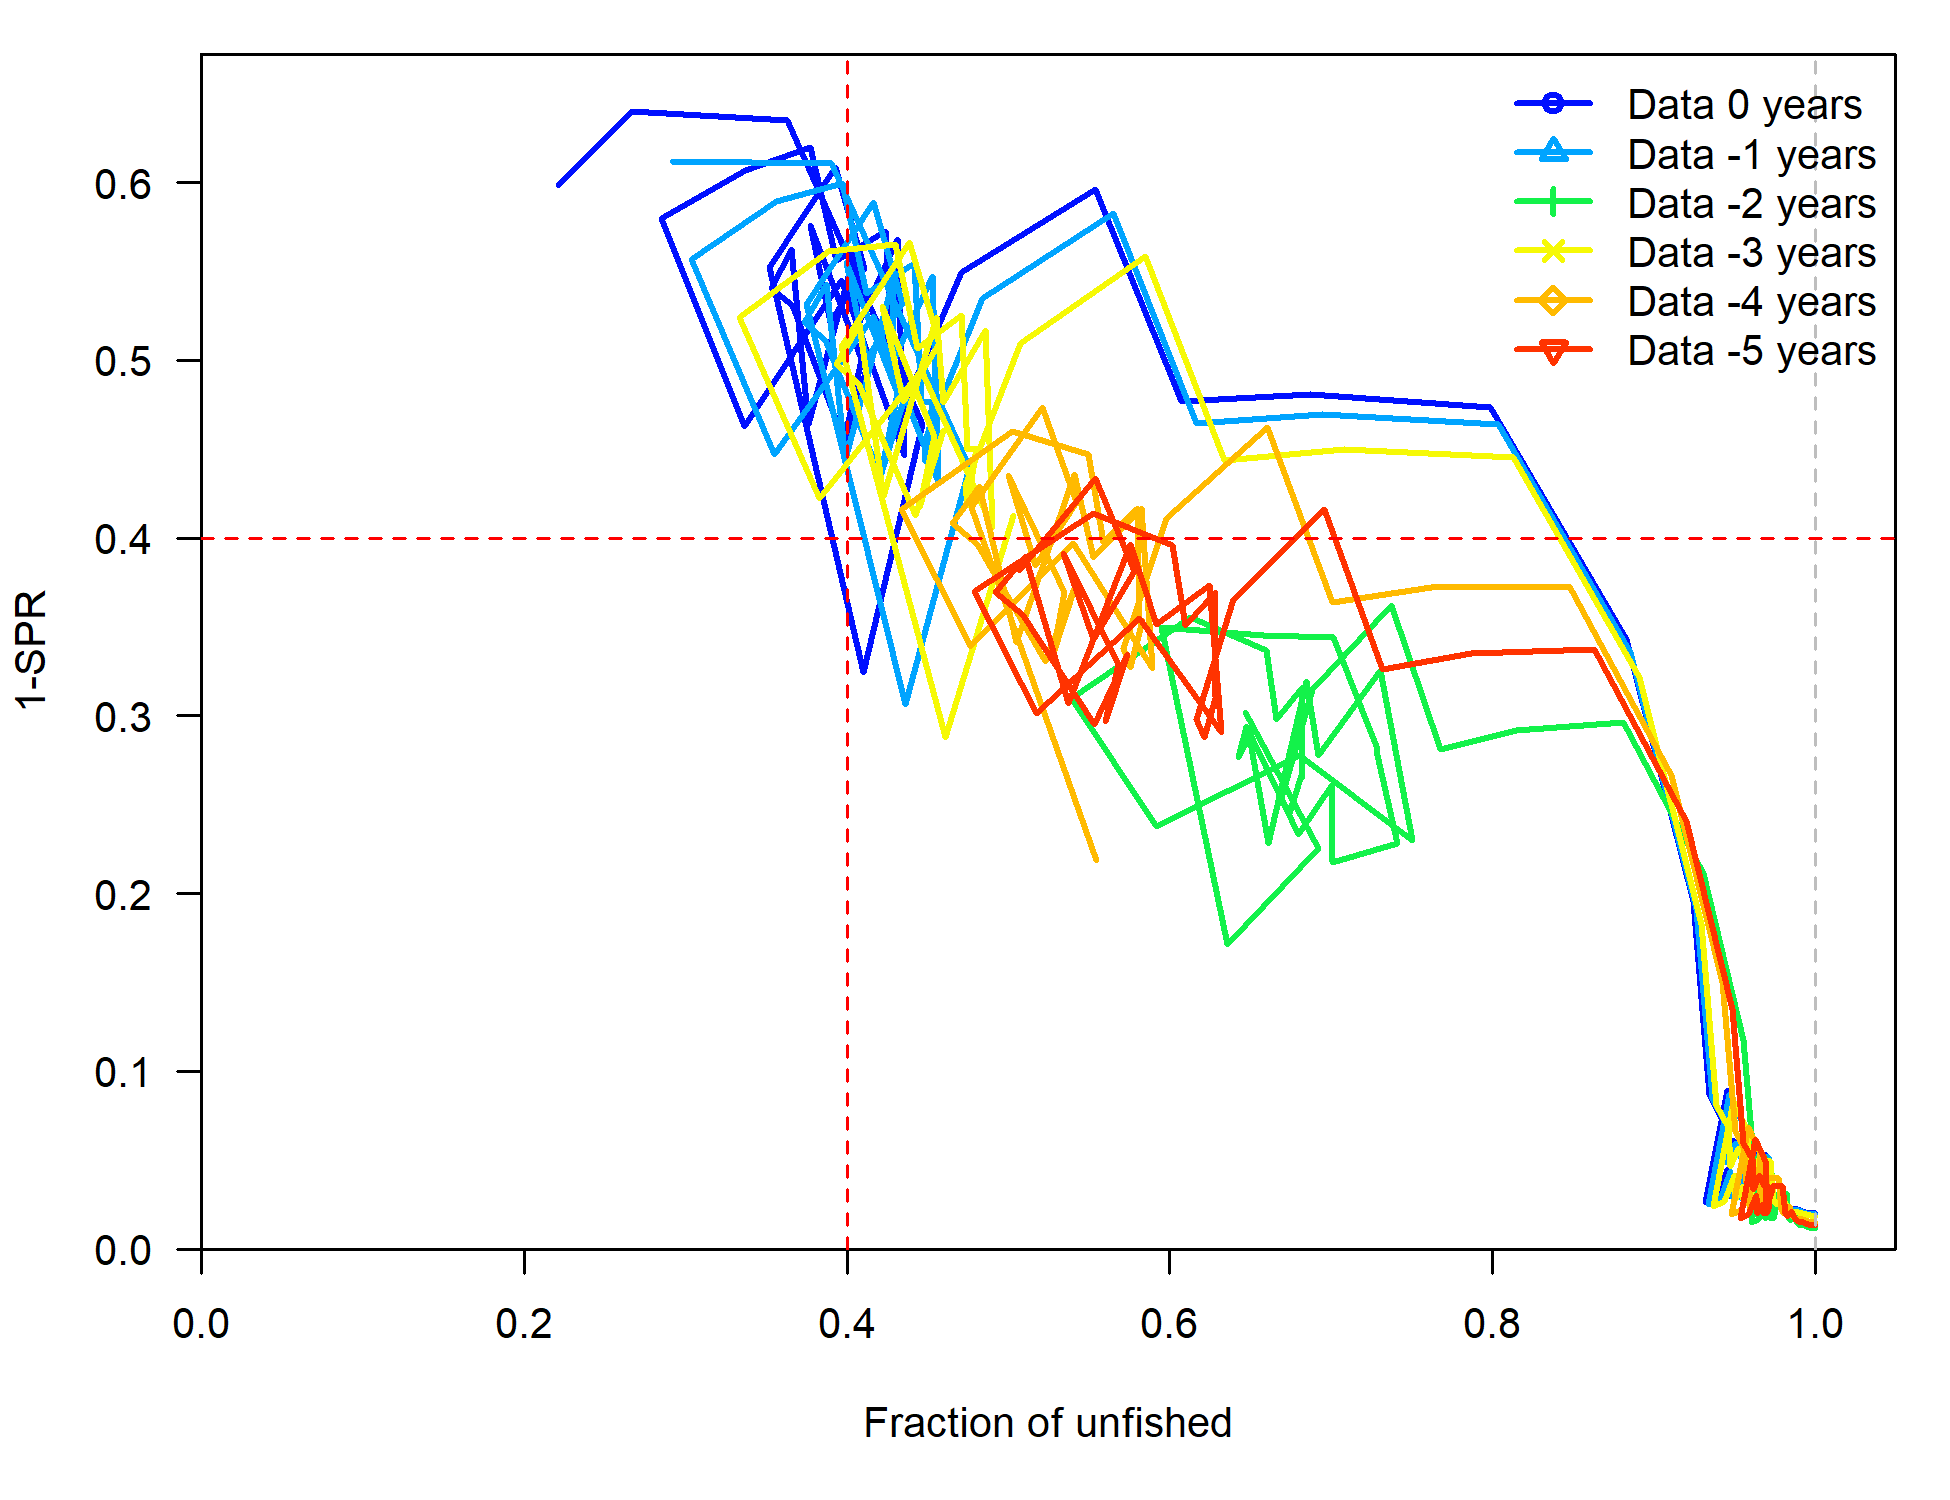 Data 0 years
Data -1 years
Data -2 years
Data -3 years
Data -4 years
Data -5 years
0.6
0.5
0.4
0.3
0.2
0.1
0.0
1-SPR
0.0 0.2 0.4 0.6 0.8 1.0
Fraction of unfished